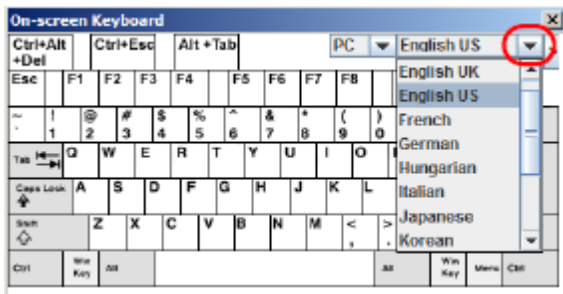 On-screen Keyboard
Ctrl+Alt +Del Ctrl+Esc Alt +Tab PC English US
Esc F1 F2 F3 F4 F5 F6 F7 F8
~ ! @ # $ % ^ & * ( )
1 2 3 4 5 6 7 8 9 0
Tab Q W E R T Y U I O
Caps Lock A S D F G H J K L
Shift Z X C V B N M < >
, .
Ctrl Win Key Alt Alt Win Key Menu Ctrl
English UK
English US
French
German
Hungarian
Italian
Japanese
Korean